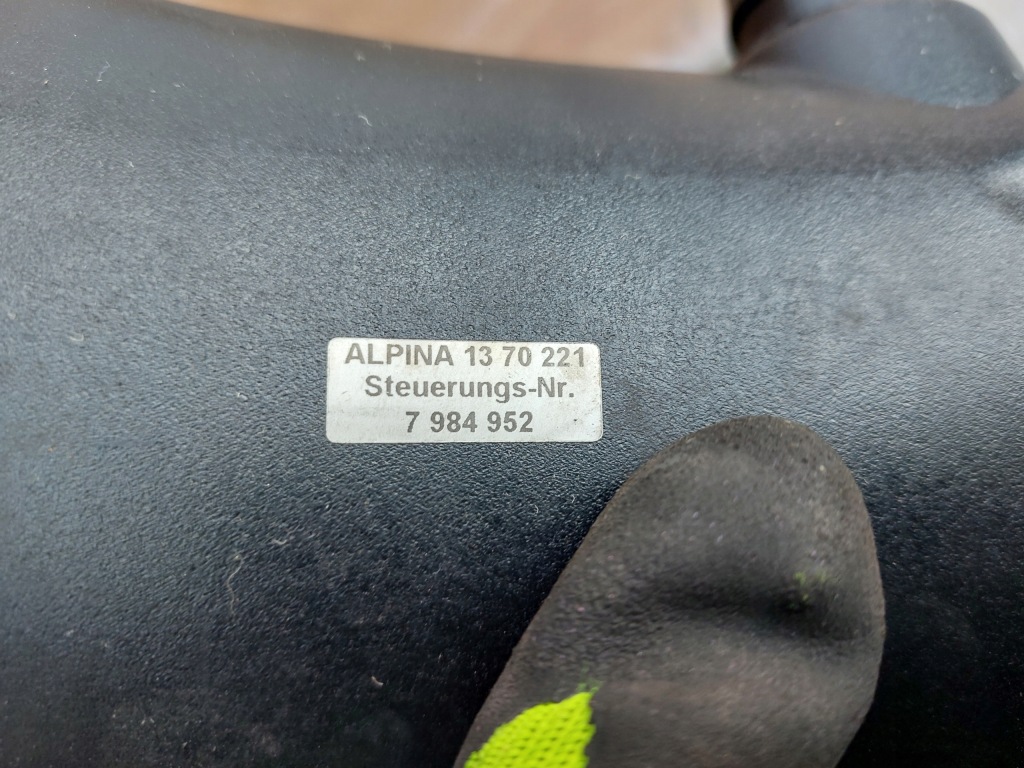 ALPINA 13 70 221
Steuerungs-Nr.
7 984 952